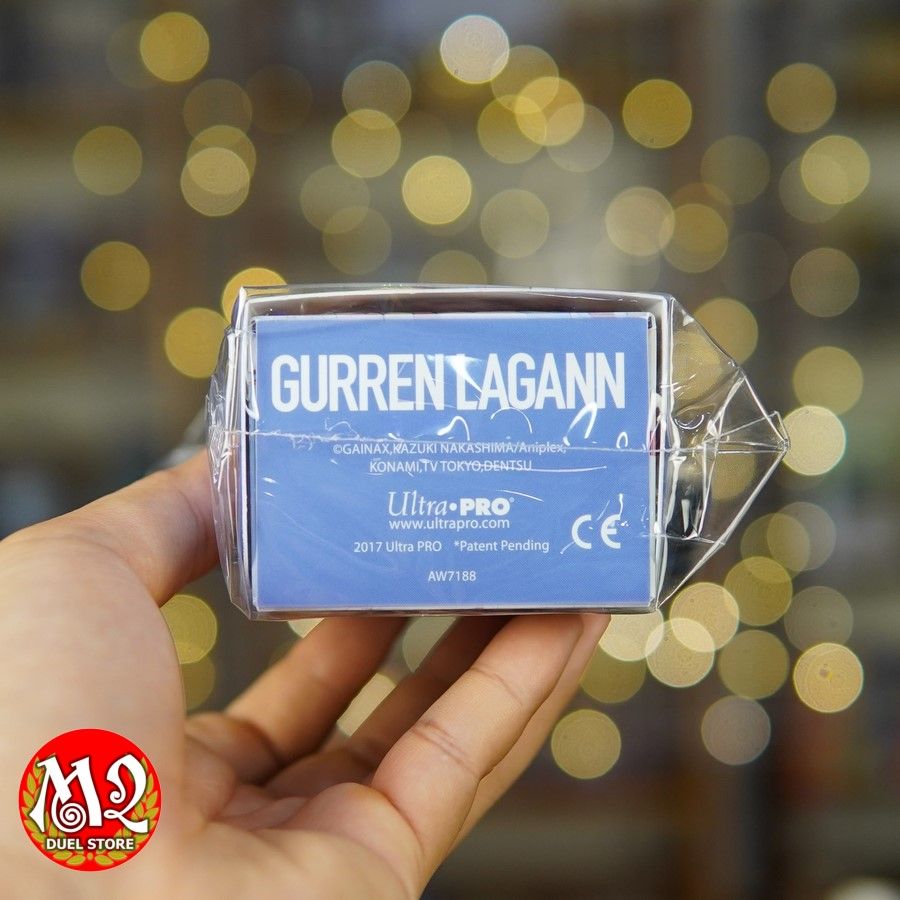 GURREN LAGANN
©GAINAX,KAZUKI NAKASHIMA/Aniplex,
KONAMI,TV TOKYO,DENTSU
Ultra•PRO®
www.ultrapro.com
CE
2017 Ultra PRO *Patent Pending
AW7188
M2
DUEL STORE